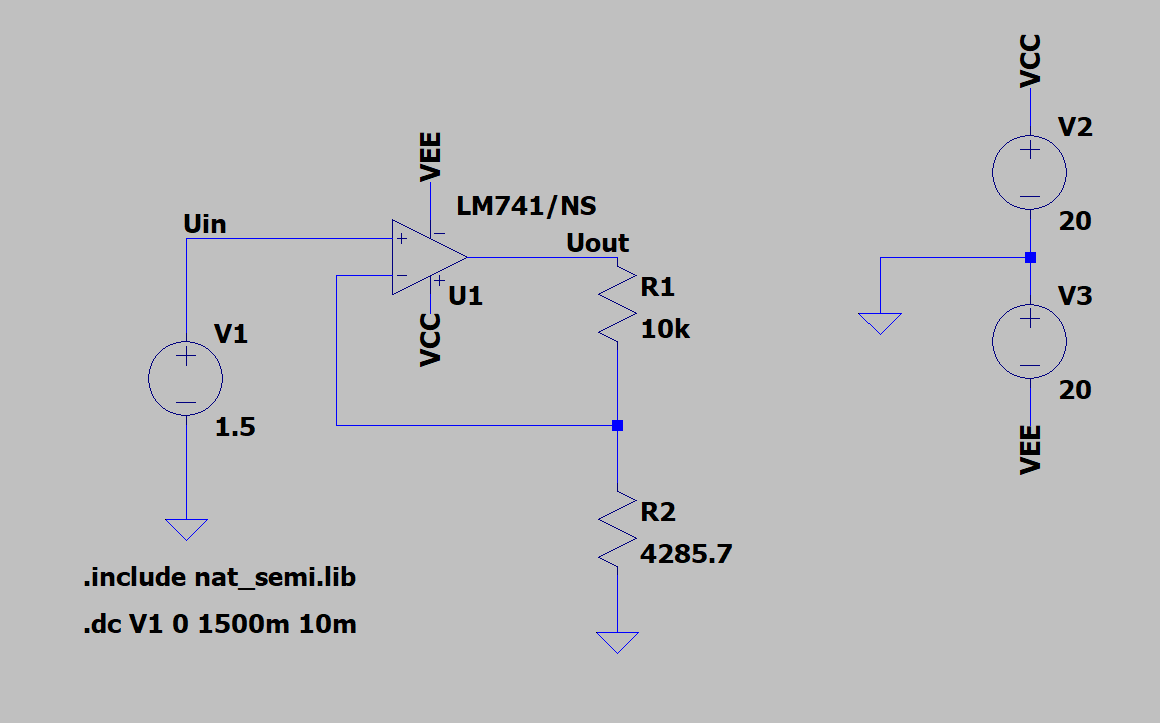 VCC
V2
20
V3
20
VEE
VEE
LM741/NS
Uin
Uout
U1
VCC
R1
10k
V1
1.5
R2
4285.7
.include nat_semi.lib
.dc V1 0 1500m 10m